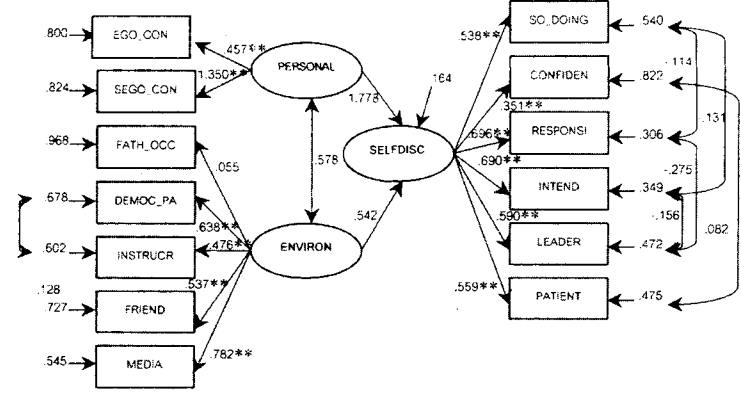 .800
EGO_CON
.457**
PERSONAL
.824
SEGO_CON
1.350**
.968
FATH_OCC
.055
.678
DEMOC_PA
.638**
.602
INSTRUCR
.476**
ENVIRON
.128
.727
FRIEND
.537**
.545
MEDIA
.782**
.578
1.778
.164
SELFDISC
.542
.538**
SO_DOING
.540
.114
CONFIDEN
.822
.351**
.131
.696**
RESPONSI
.306
.690**
-.275
INTEND
.349
-.156
.590**
.082
LEADER
.472
.559**
PATIENT
.475